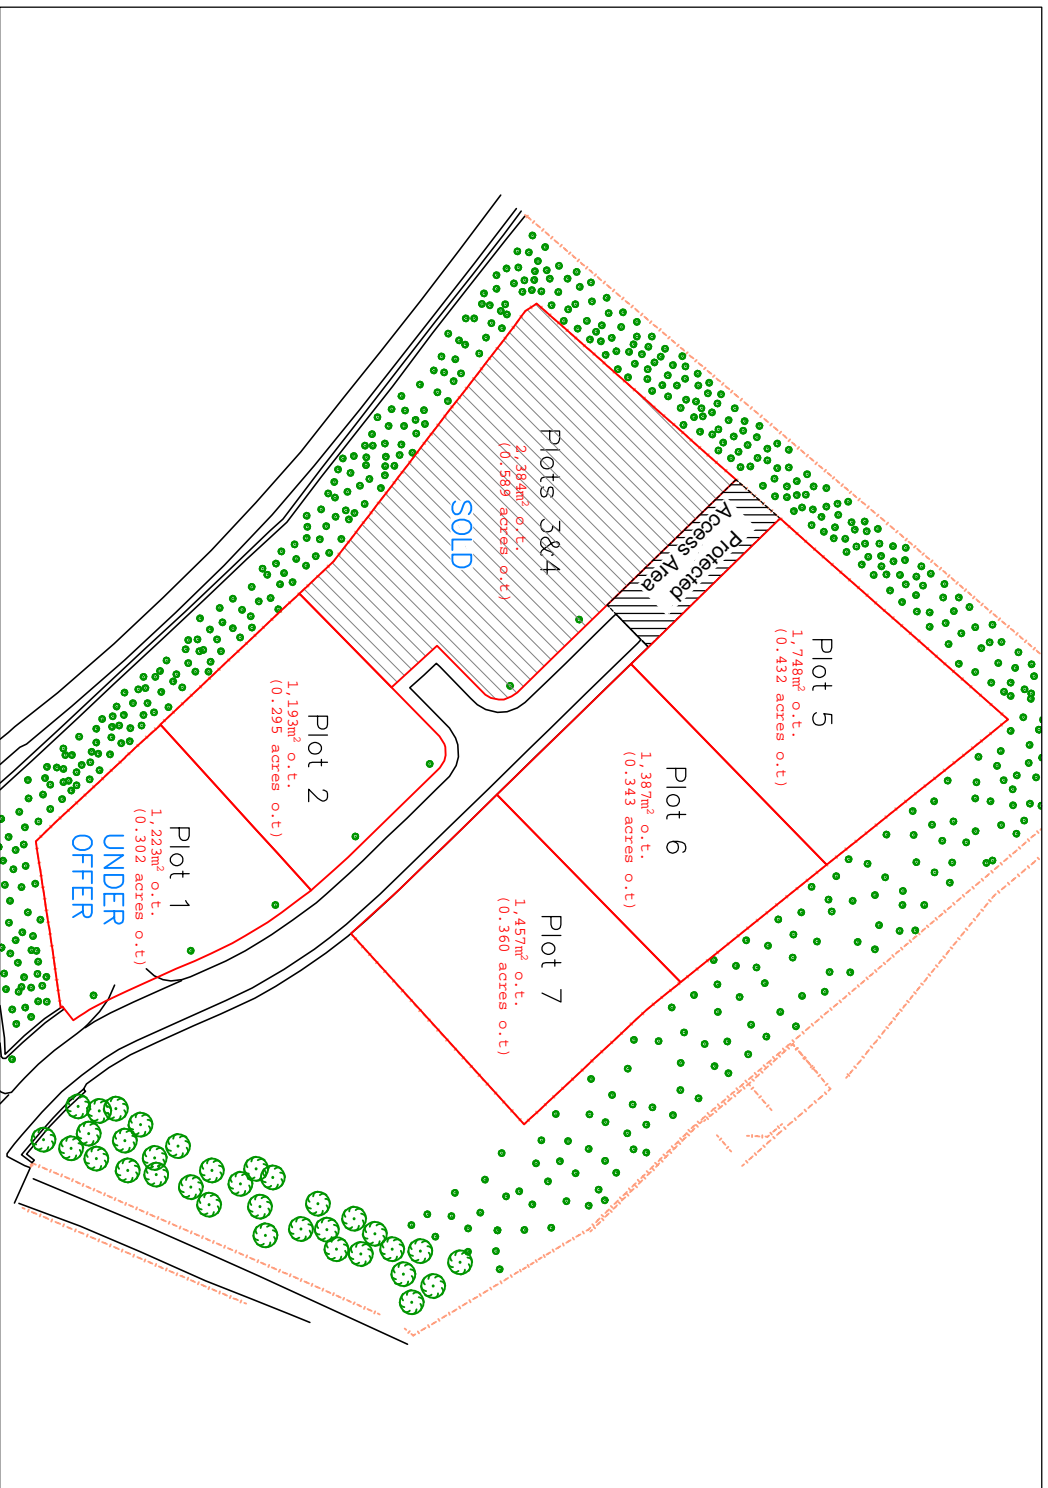 Plots 3&4
2,384m² o.t.
(0.589 acres o.t)
SOLD
Protected
Access Area
Plot 5
1,748m² o.t.
(0.432 acres o.t)
Plot 6
1,387m² o.t.
(0.343 acres o.t)
Plot 2
1,193m² o.t.
(0.295 acres o.t)
Plot 1
1,223m² o.t.
(0.302 acres o.t)
UNDER
OFFER
Plot 7
1,457m² o.t.
(0.360 acres o.t)